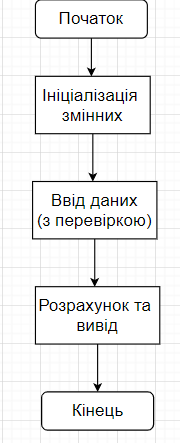 Початок
Ініціалізація
змінних
Ввід даних
(з перевіркою)
Розрахунок та
вивід
Кінець